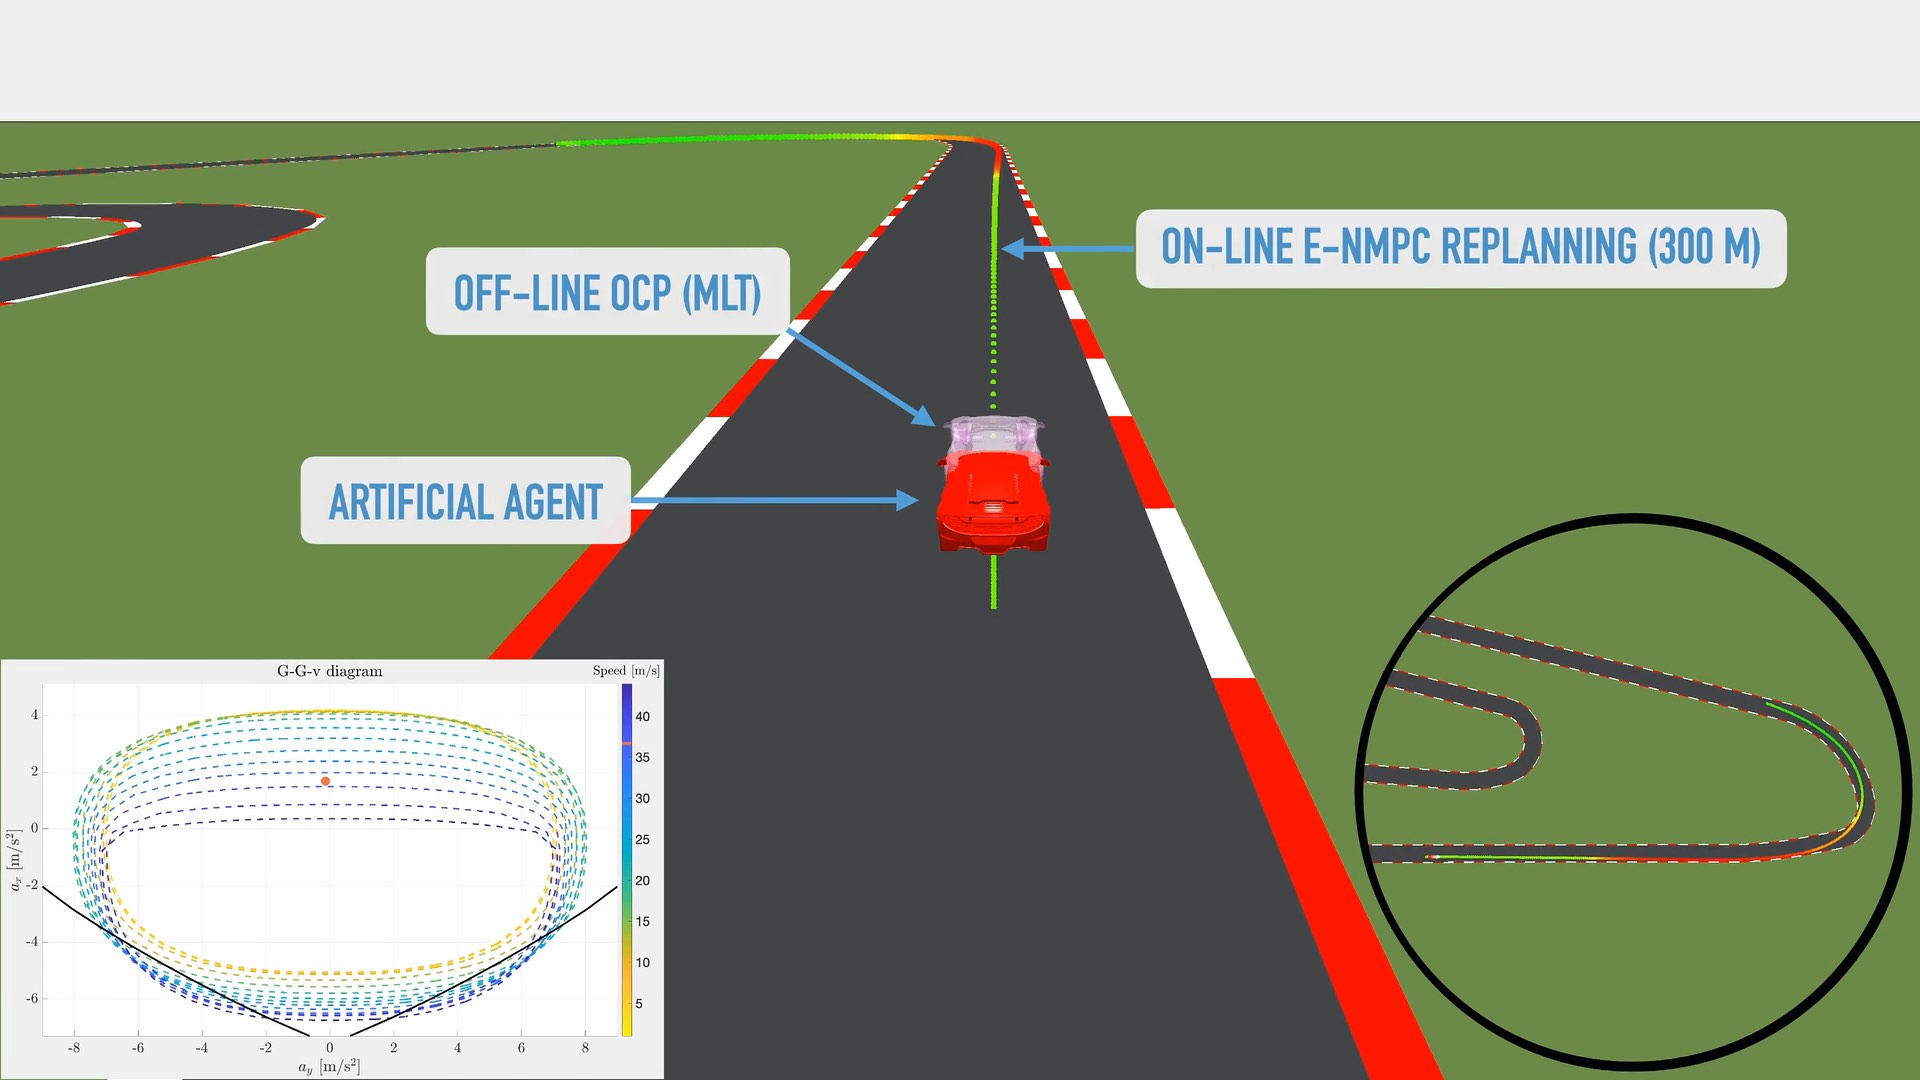 ON-LINE E-NMPC REPLANNING (300 M)
OFF-LINE OCP (MLT)
ARTIFICIAL AGENT
G-G-v diagram
Speed [m/s]
4
2
0
-2
-4
-6
a_x [m/s²]
-8 -6 -4 -2 0 2 4 6 8
a_y [m/s²]
40
35
30
25
20
15
10
5